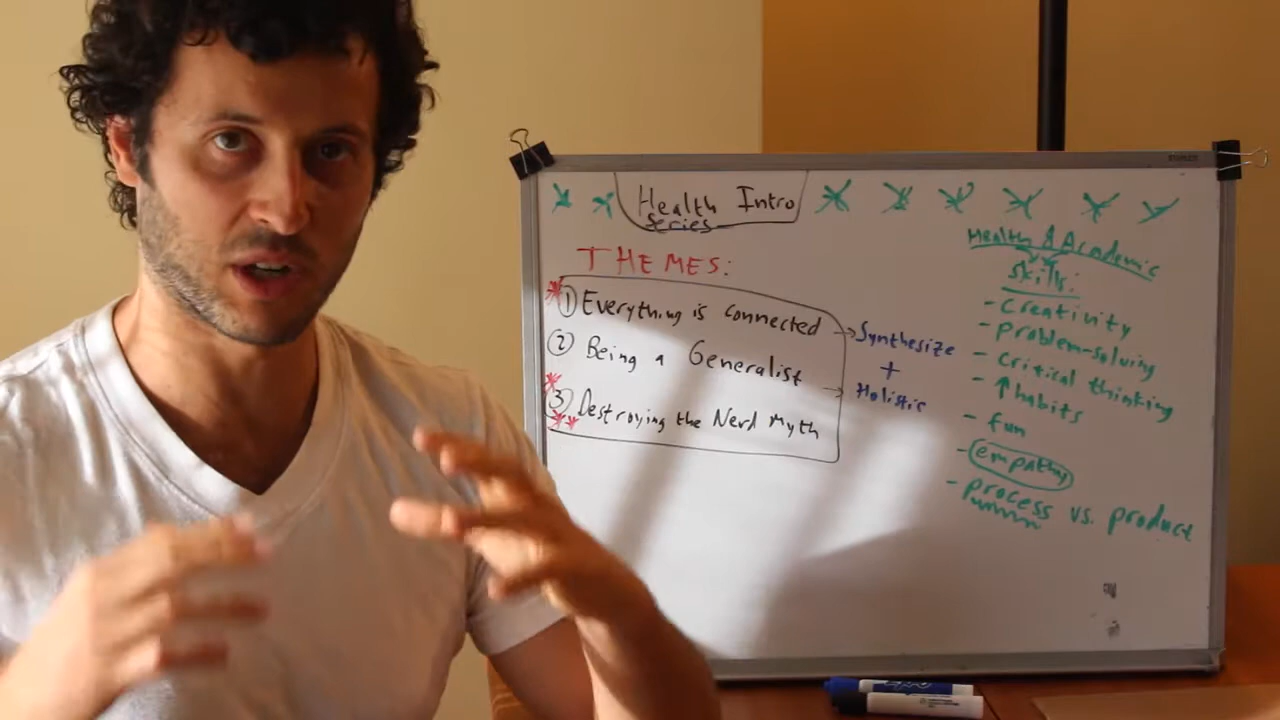 Health Intro
series
THEMES:
① Everything is Connected
② Being a Generalist
③ Destroying the Nerd Myth
Synthesize
+
Holistic
Health & Academic
skills:
- creativity
- problem-solving
- critical thinking
- ↑ habits
- fun
- empathy
- process vs. product